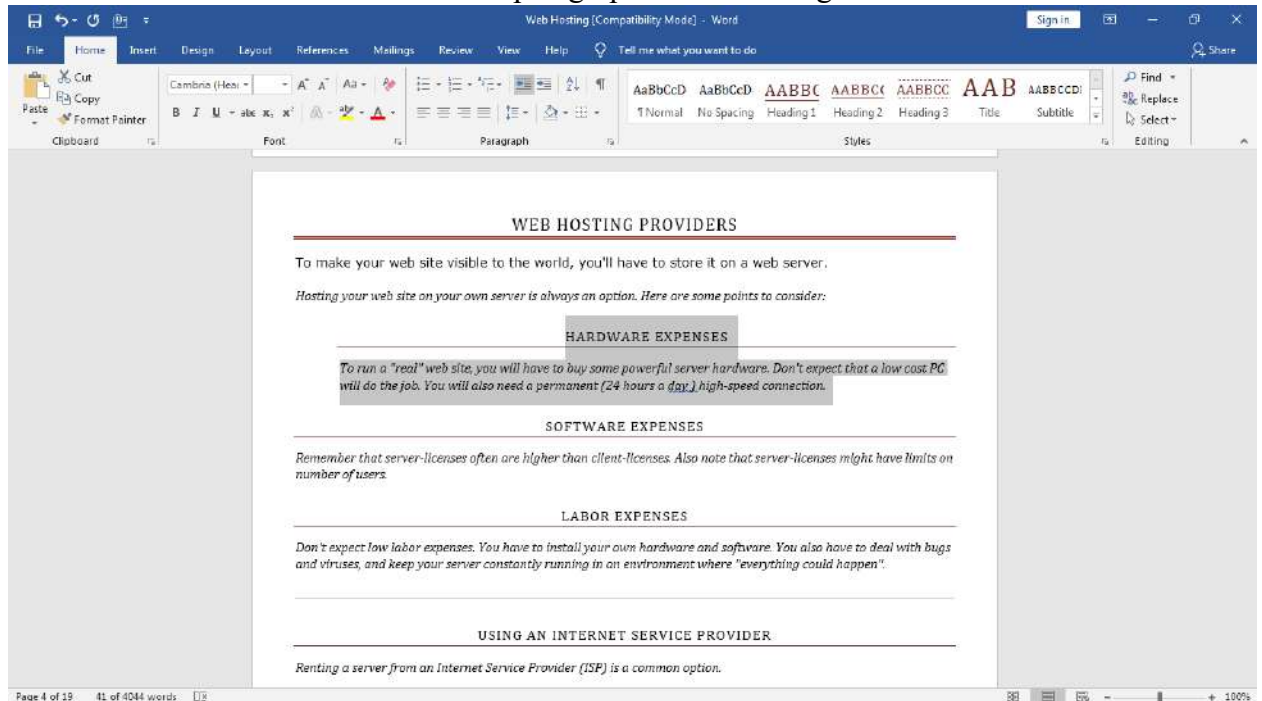 Web Hosting [Compatibility Mode] - Word
Sign in
File Home Insert Design Layout References Mailings Review View Help Tell me what you want to do Share
Cut
Copy
Format Painter
Paste
Clipboard
Cambria (Hea
B I U abc x₂ x² A
Font
Paragraph
AaBbCcD AaBbCcD AABBC AABBC AABBCC AAB AABBCCD
¶ Normal No Spacing Heading 1 Heading 2 Heading 3 Title Subtitle
Styles
Find
Replace
Select
Editing
WEB HOSTING PROVIDERS
To make your web site visible to the world, you'll have to store it on a web server.
Hosting your web site on your own server is always an option. Here are some points to consider:
HARDWARE EXPENSES
To run a "real" web site, you will have to buy some powerful server hardware. Don't expect that a low cost PC
will do the job. You will also need a permanent (24 hours a day ) high-speed connection.
SOFTWARE EXPENSES
Remember that server-licenses often are higher than client-licenses. Also note that server-licenses might have limits on
number of users.
LABOR EXPENSES
Don't expect low labor expenses. You have to install your own hardware and software. You also have to deal with bugs
and viruses, and keep your server constantly running in an environment where "everything could happen".
USING AN INTERNET SERVICE PROVIDER
Renting a server from an Internet Service Provider (ISP) is a common option.
Page 4 of 19 41 of 4044 words 100%